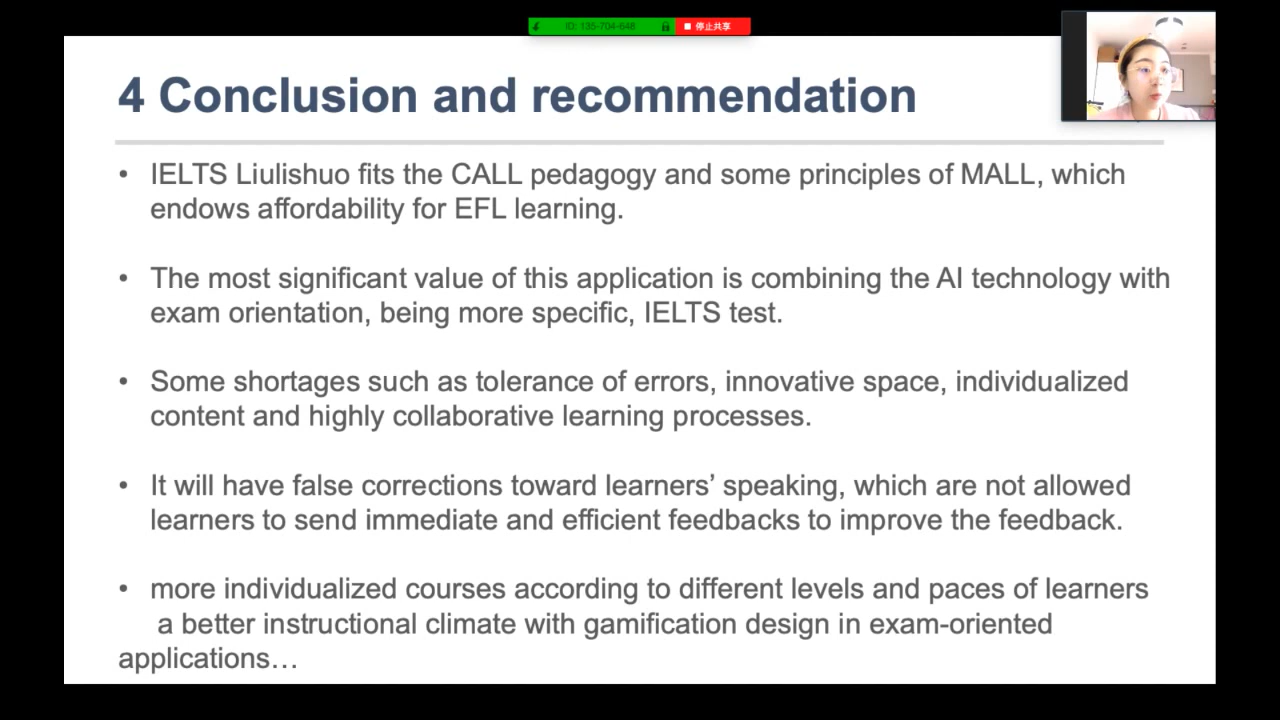 ID: 135-704-648 停止共享
4 Conclusion and recommendation
• IELTS Liulishuo fits the CALL pedagogy and some principles of MALL, which
endows affordability for EFL learning.
• The most significant value of this application is combining the AI technology with
exam orientation, being more specific, IELTS test.
• Some shortages such as tolerance of errors, innovative space, individualized
content and highly collaborative learning processes.
• It will have false corrections toward learners’ speaking, which are not allowed
learners to send immediate and efficient feedbacks to improve the feedback.
• more individualized courses according to different levels and paces of learners
a better instructional climate with gamification design in exam-oriented
applications…